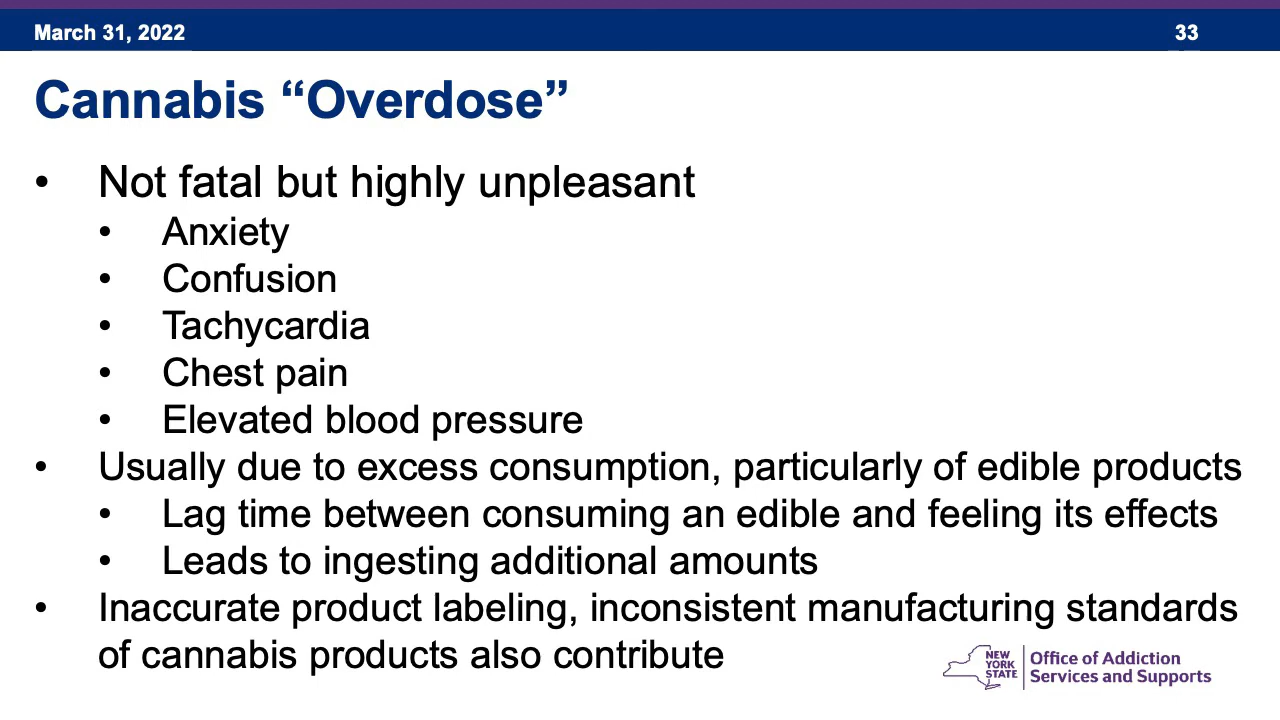 March 31, 2022
33
Cannabis “Overdose”
• Not fatal but highly unpleasant
• Anxiety
• Confusion
• Tachycardia
• Chest pain
• Elevated blood pressure
• Usually due to excess consumption, particularly of edible products
• Lag time between consuming an edible and feeling its effects
• Leads to ingesting additional amounts
• Inaccurate product labeling, inconsistent manufacturing standards
of cannabis products also contribute
NEW
YORK
STATE
Office of Addiction
Services and Supports